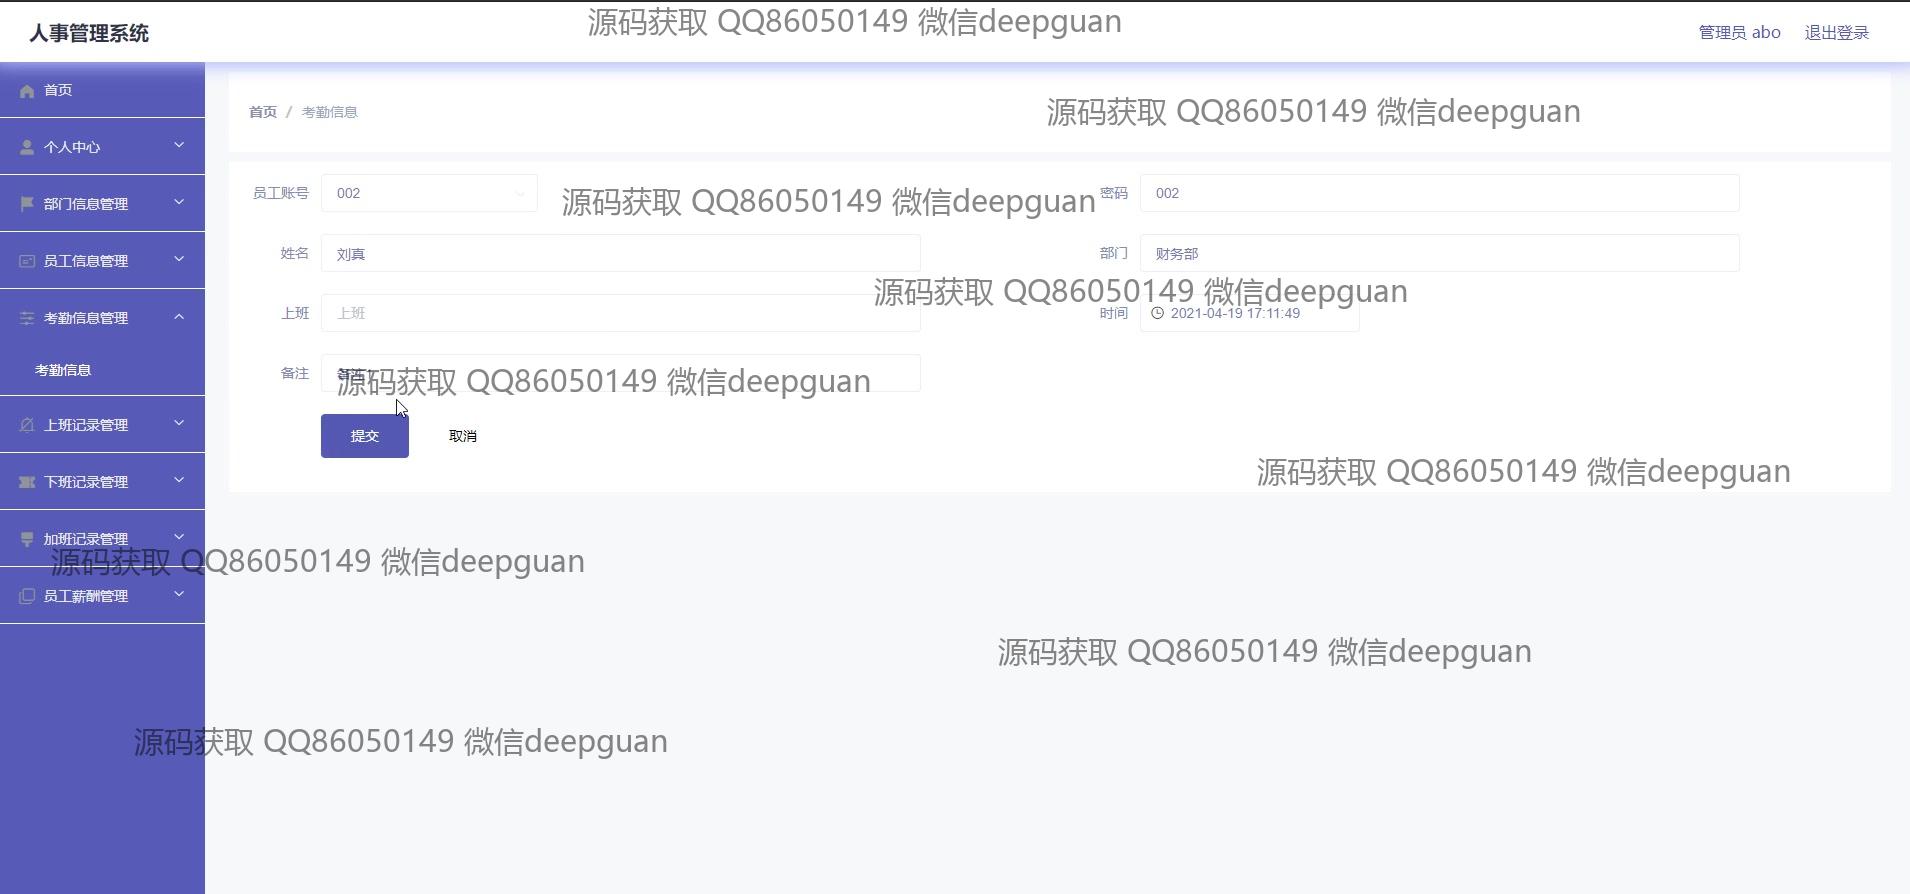 人事管理系统
源码获取 QQ86050149 微信deepguan
管理员 abo
退出登录
首页
个人中心
部门信息管理
员工信息管理
考勤信息管理
考勤信息
上班记录管理
下班记录管理
加班记录管理
员工薪酬管理
首页 / 考勤信息
源码获取 QQ86050149 微信deepguan
员工账号 002
源码获取 QQ86050149 微信deepguan
密码 002
姓名 刘真
部门 财务部
源码获取 QQ86050149 微信deepguan
上班 上班
时间 2021-04-19 17:11:49
备注
源码获取 QQ86050149 微信deepguan
提交 取消
源码获取 QQ86050149 微信deepguan
源码获取 QQ86050149 微信deepguan
源码获取 QQ86050149 微信deepguan
源码获取 QQ86050149 微信deepguan